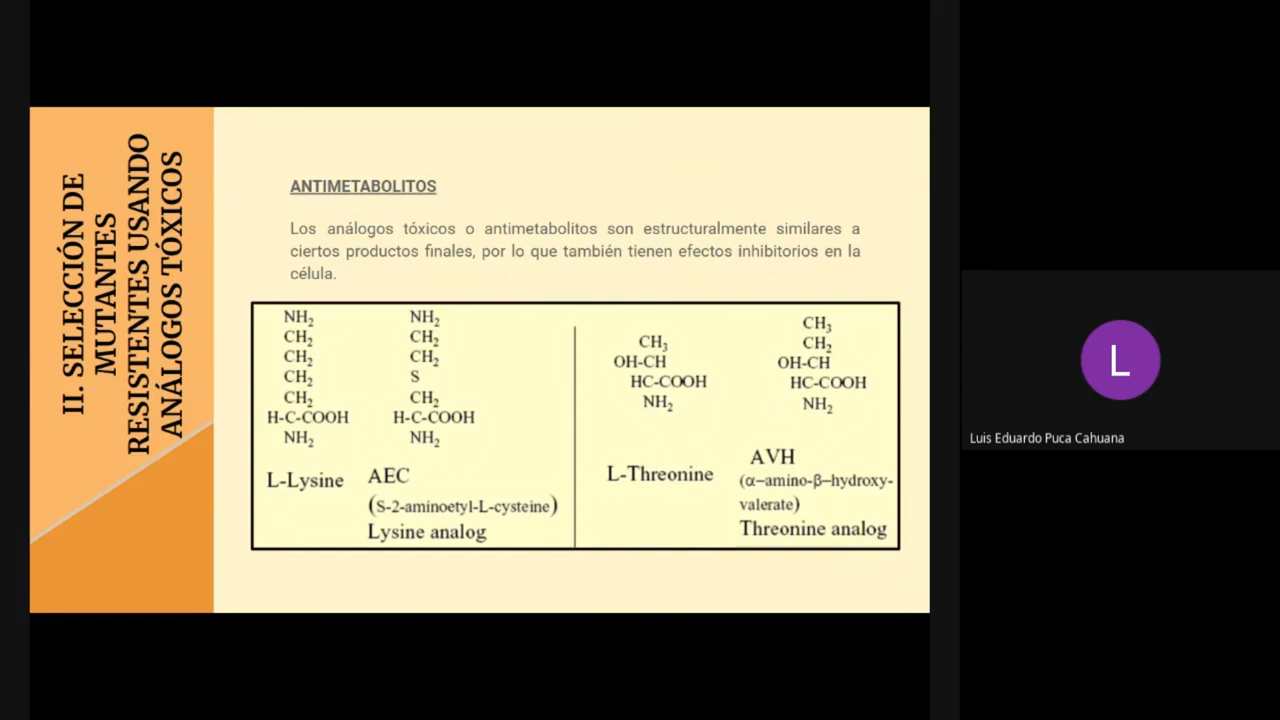 II. SELECCIÓN DE
MUTANTES
RESISTENTES USANDO
ANÁLOGOS TÓXICOS
ANTIMETABOLITOS
Los análogos tóxicos o antimetabolitos son estructuralmente similares a
ciertos productos finales, por lo que también tienen efectos inhibitorios en la
célula.
NH₂
CH₂
CH₂
CH₂
CH₂
H-C-COOH
NH₂
L-Lysine
NH₂
CH₂
CH₂
S
CH₂
H-C-COOH
NH₂
AEC
(S-2-aminoetyl-L-cysteine)
Lysine analog
CH₃
OH-CH
HC-COOH
NH₂
L-Threonine
CH₃
CH₂
OH-CH
HC-COOH
NH₂
AVH
(α–amino-β–hydroxy-
valerate)
Threonine analog
L
Luis Eduardo Puca Cahuana